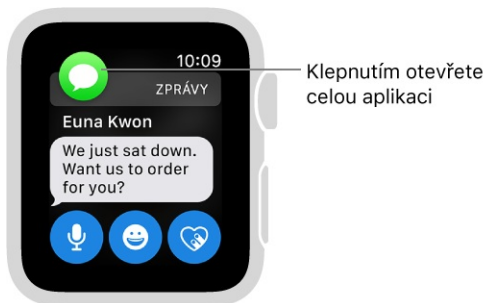 10:09
ZPRÁVY
Euna Kwon
We just sat down.
Want us to order
for you?
Klepnutím otevřete
celou aplikaci